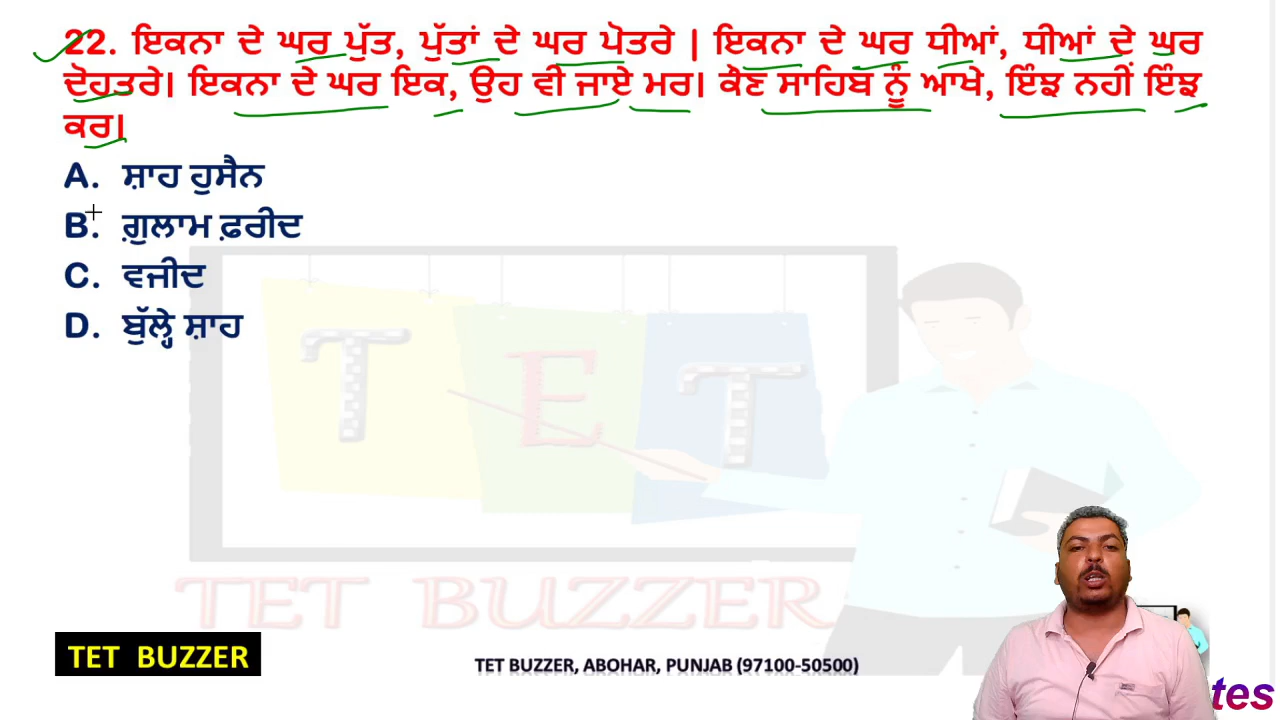 22. ਇਕਨਾ ਦੇ ਘਰ ਪੁੱਤ, ਪੁੱਤਾਂ ਦੇ ਘਰ ਪੋਤਰੇ | ਇਕਨਾ ਦੇ ਘਰ ਧੀਆਂ, ਧੀਆਂ ਦੇ ਘਰ
ਦੋਹਤਰੇ। ਇਕਨਾ ਦੇ ਘਰ ਇਕ, ਉਹ ਵੀ ਜਾਏ ਮਰ। ਕੌਣ ਸਾਹਿਬ ਨੂੰ ਆਖੇ, ਇੰਝ ਨਹੀਂ ਇੰਝ
ਕਰ।
A. ਸ਼ਾਹ ਹੁਸੈਨ
B. ਗ਼ੁਲਾਮ ਫ਼ਰੀਦ
C. ਵਜੀਦ
D. ਬੁੱਲ੍ਹੇ ਸ਼ਾਹ
T E T
TET BUZZER
TET BUZZER
TET BUZZER, ABOHAR, PUNJAB (97100-50500)
tes